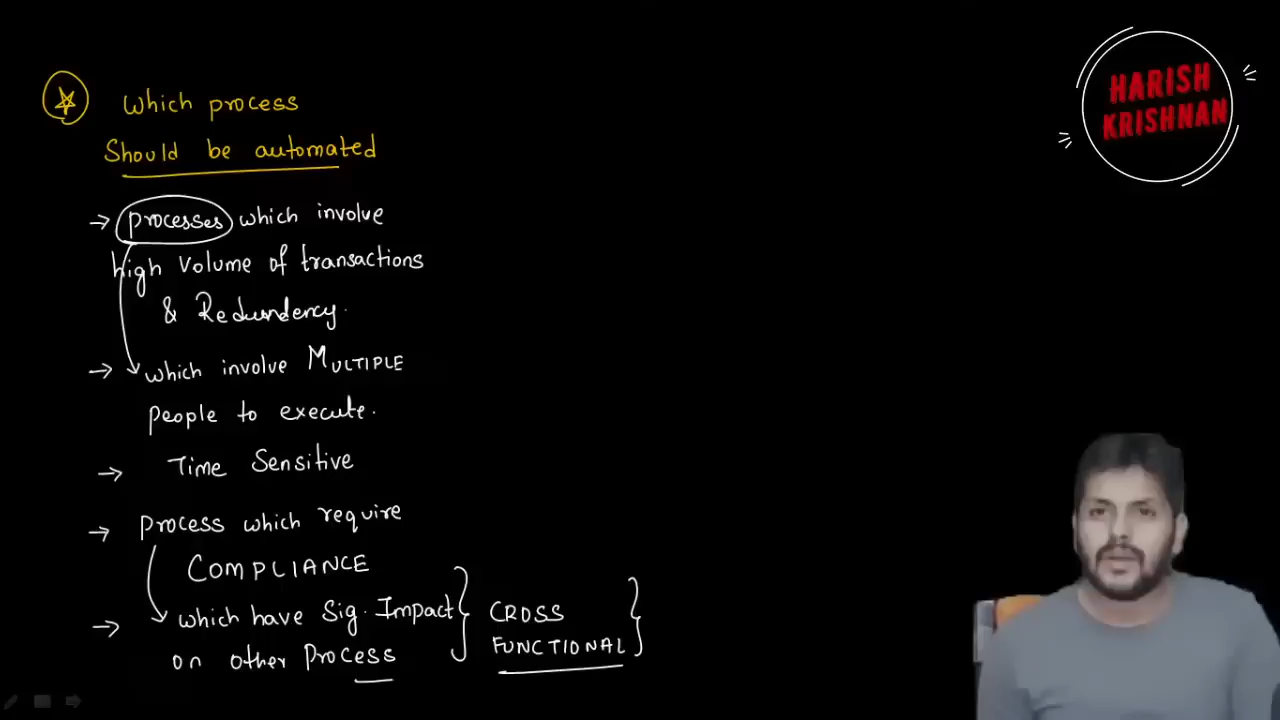 Which process
Should be automated
→ processes which involve
high Volume of transactions
& Redundency.
→ which involve MULTIPLE
people to execute.
→ Time Sensitive
→ Process which require
COMPLIANCE
→ which have Sig. Impact
on other Process
CROSS
FUNCTIONAL
HARISH
KRISHNAN